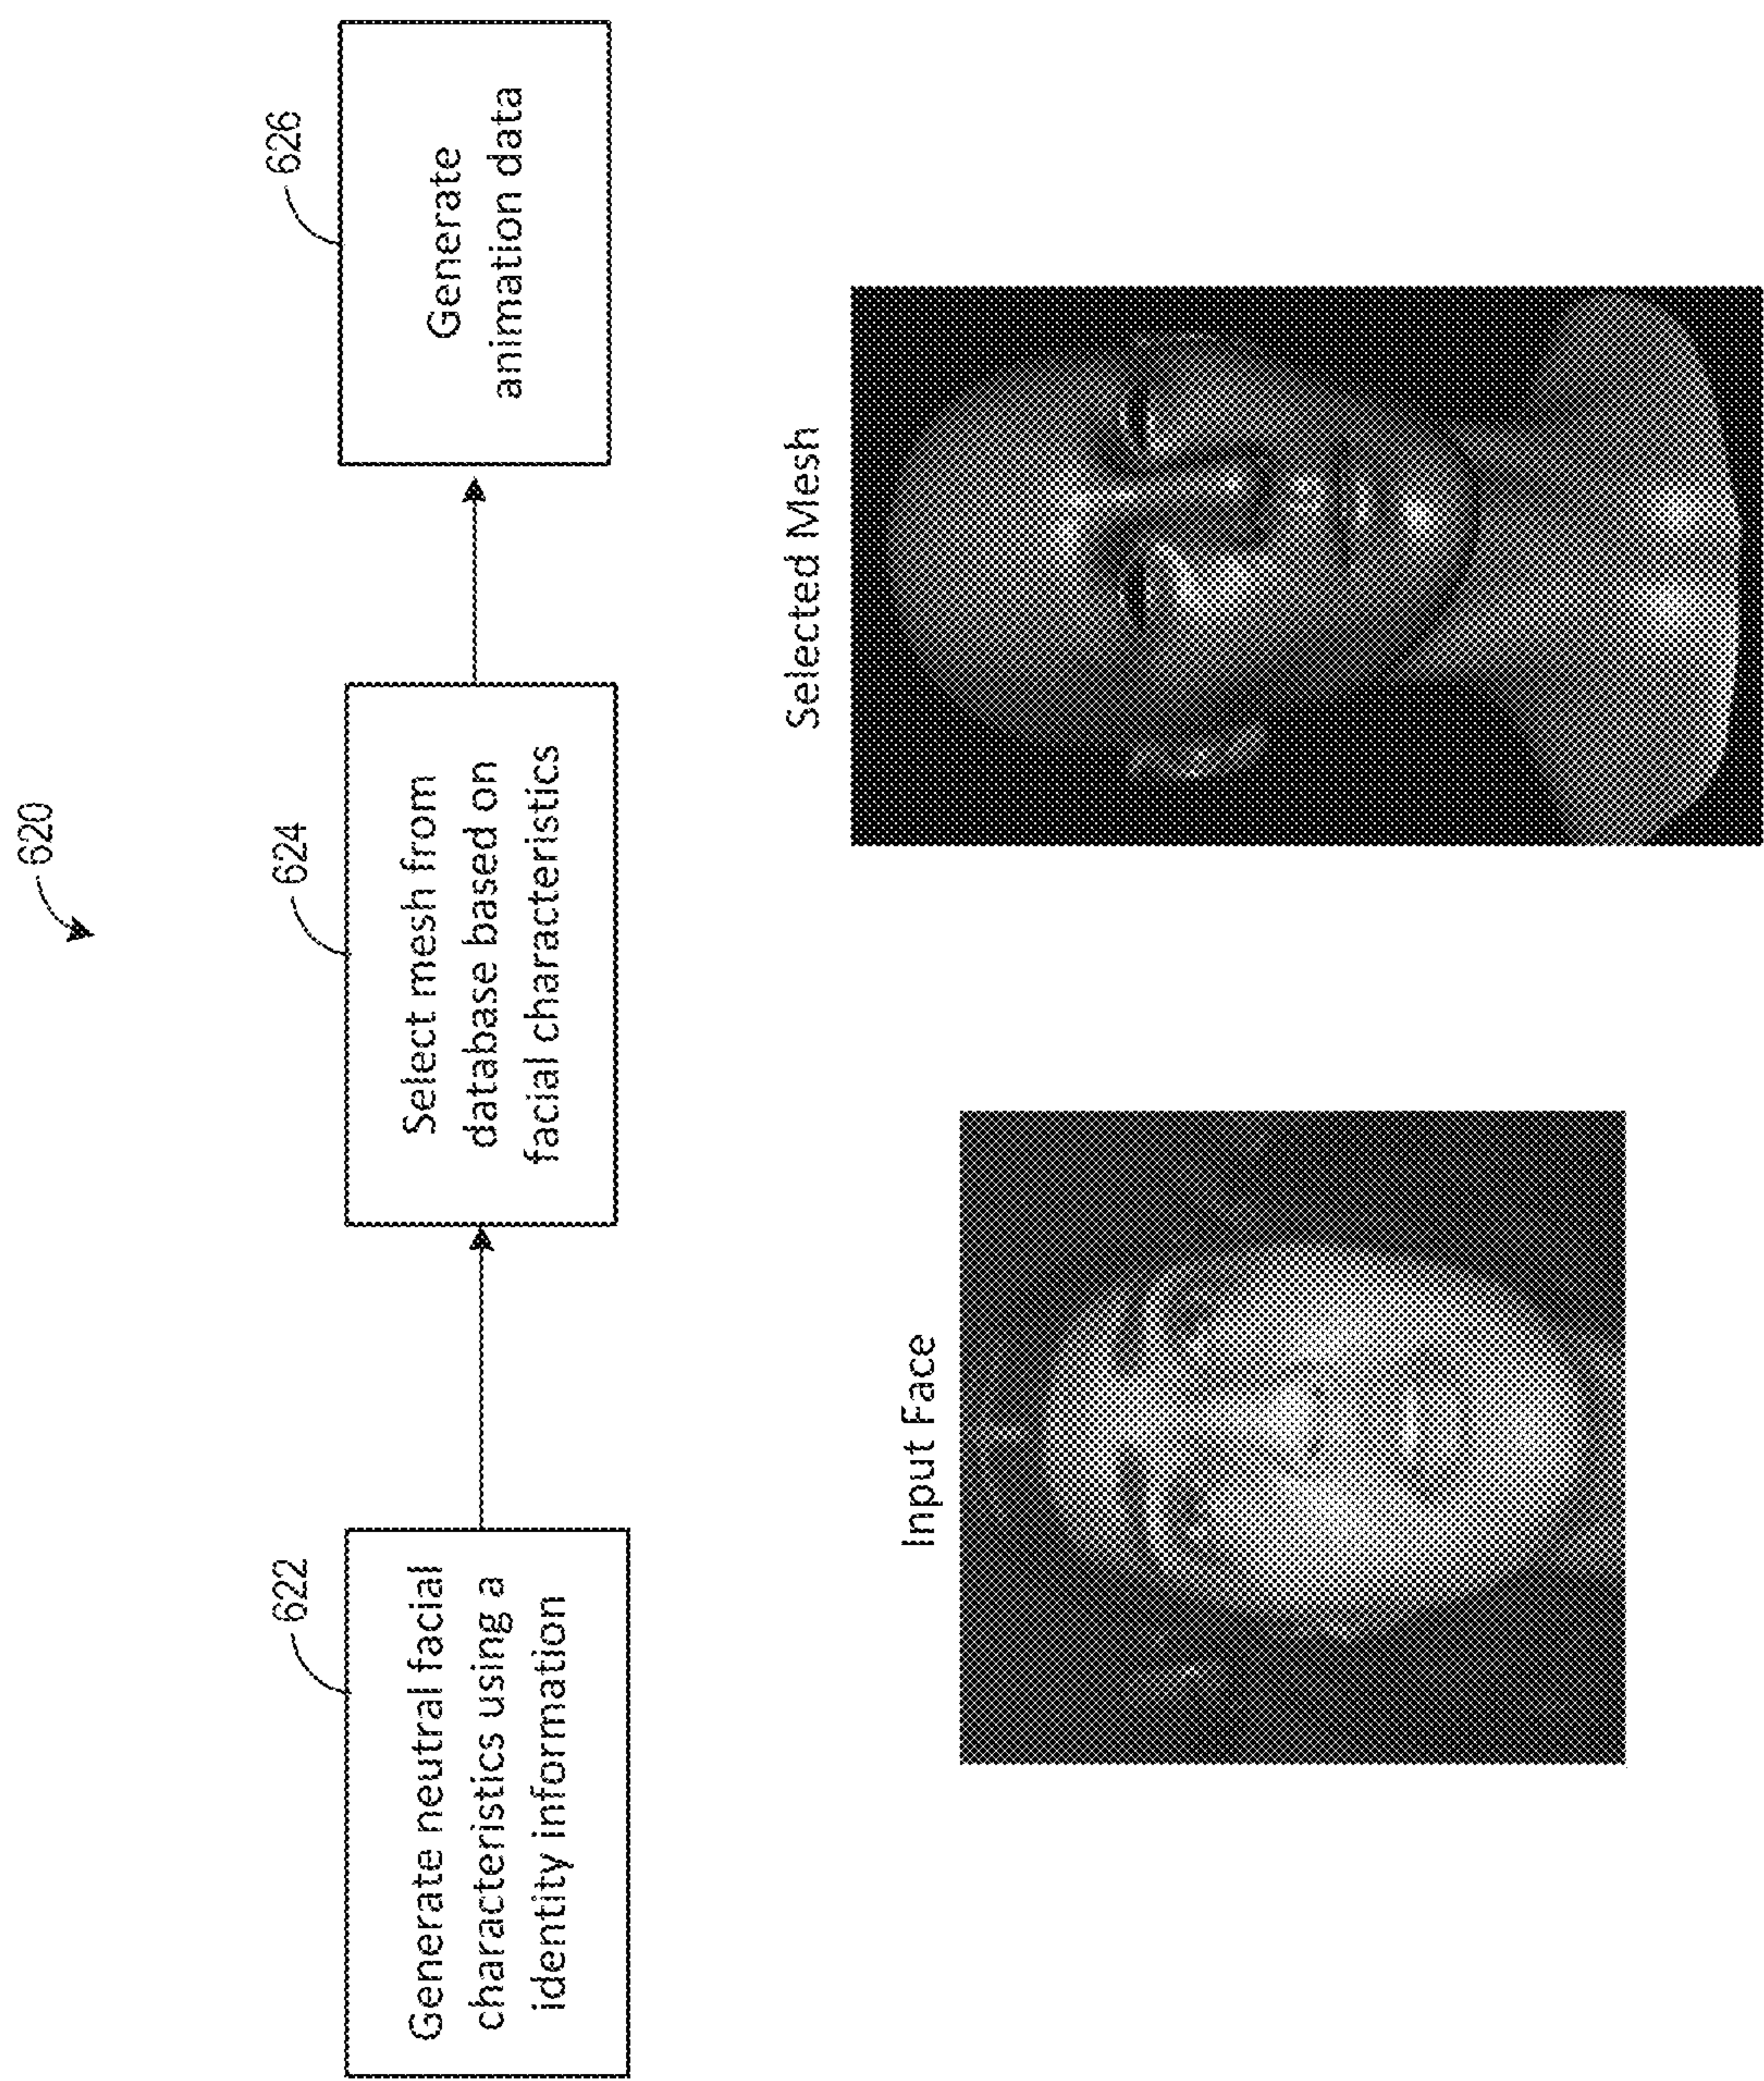 620
622
Generate neutral facial
characteristics using a
identity information
624
Select mesh from
database based on
facial characteristics
626
Generate
animation data
Input Face
Selected Mesh